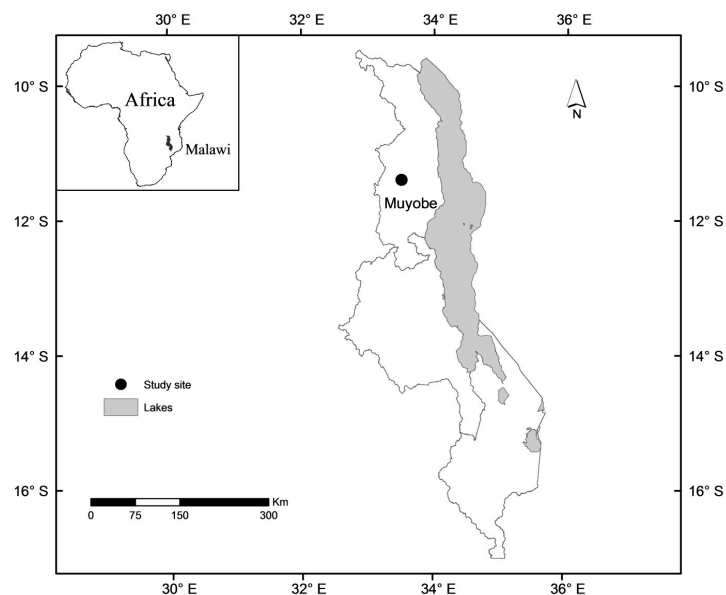 30° E 32° E 34° E 36° E
10° S 10° S
Africa
Malawi
N
Muyobe
12° S 12° S
14° S 14° S
Study site
Lakes
16° S 16° S
Km
0 75 150 300
30° E 32° E 34° E 36° E